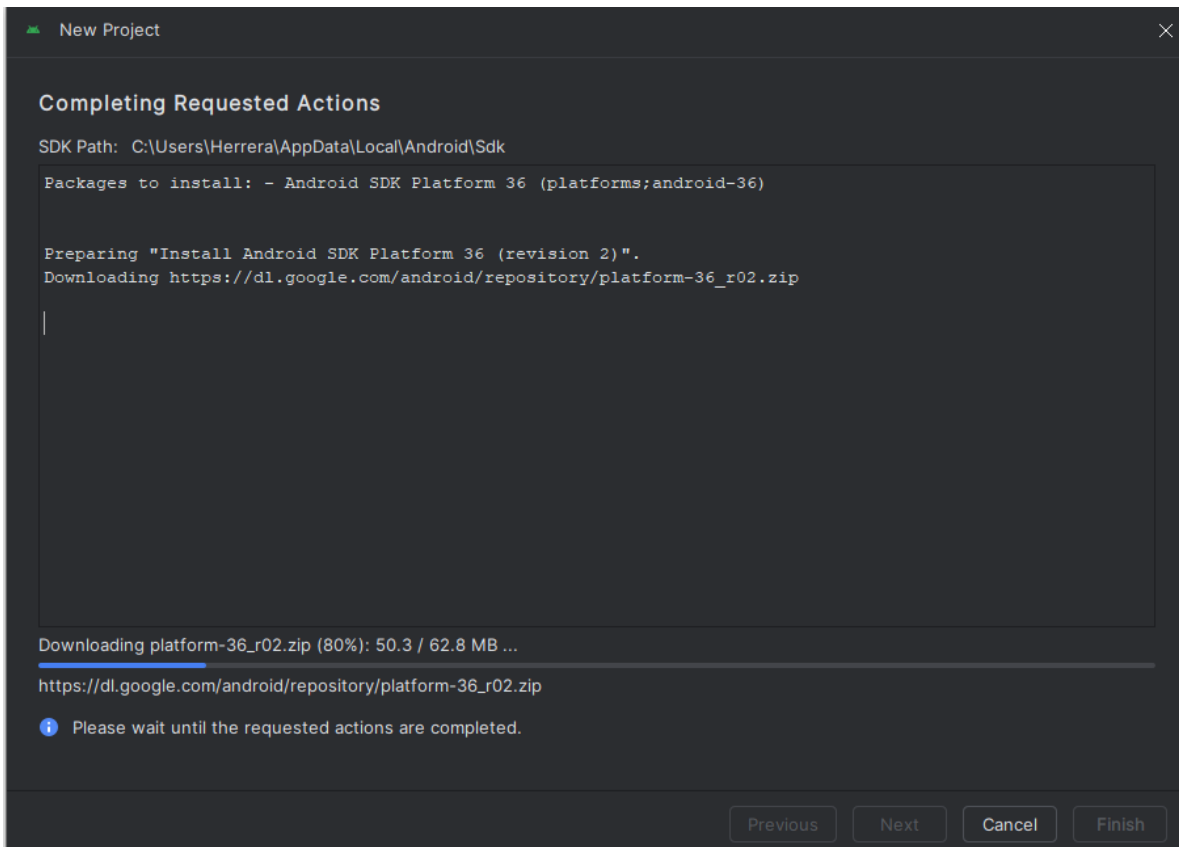 New Project
Completing Requested Actions
SDK Path: C:\Users\Herrera\AppData\Local\Android\Sdk
Packages to install: - Android SDK Platform 36 (platforms;android-36)
Preparing "Install Android SDK Platform 36 (revision 2)".
Downloading https://dl.google.com/android/repository/platform-36_r02.zip
Downloading platform-36_r02.zip (80%): 50.3 / 62.8 MB ...
https://dl.google.com/android/repository/platform-36_r02.zip
Please wait until the requested actions are completed.
Previous Next Cancel Finish